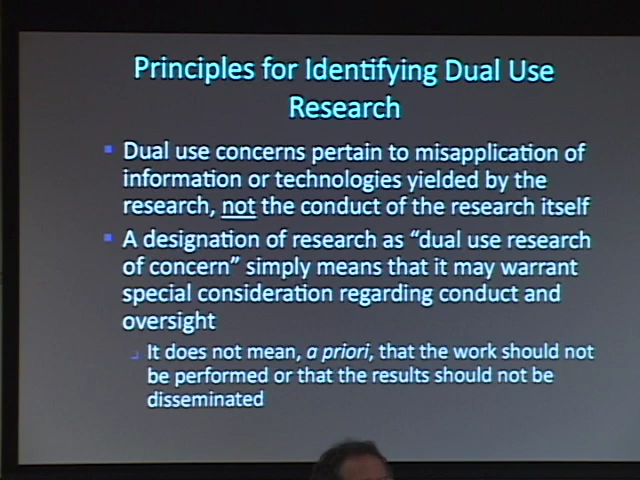 Principles for Identifying Dual Use
Research
Dual use concerns pertain to misapplication of
information or technologies yielded by the
research, not the conduct of the research itself
A designation of research as “dual use research
of concern” simply means that it may warrant
special consideration regarding conduct and
oversight
It does not mean, a priori, that the work should not
be performed or that the results should not be
disseminated